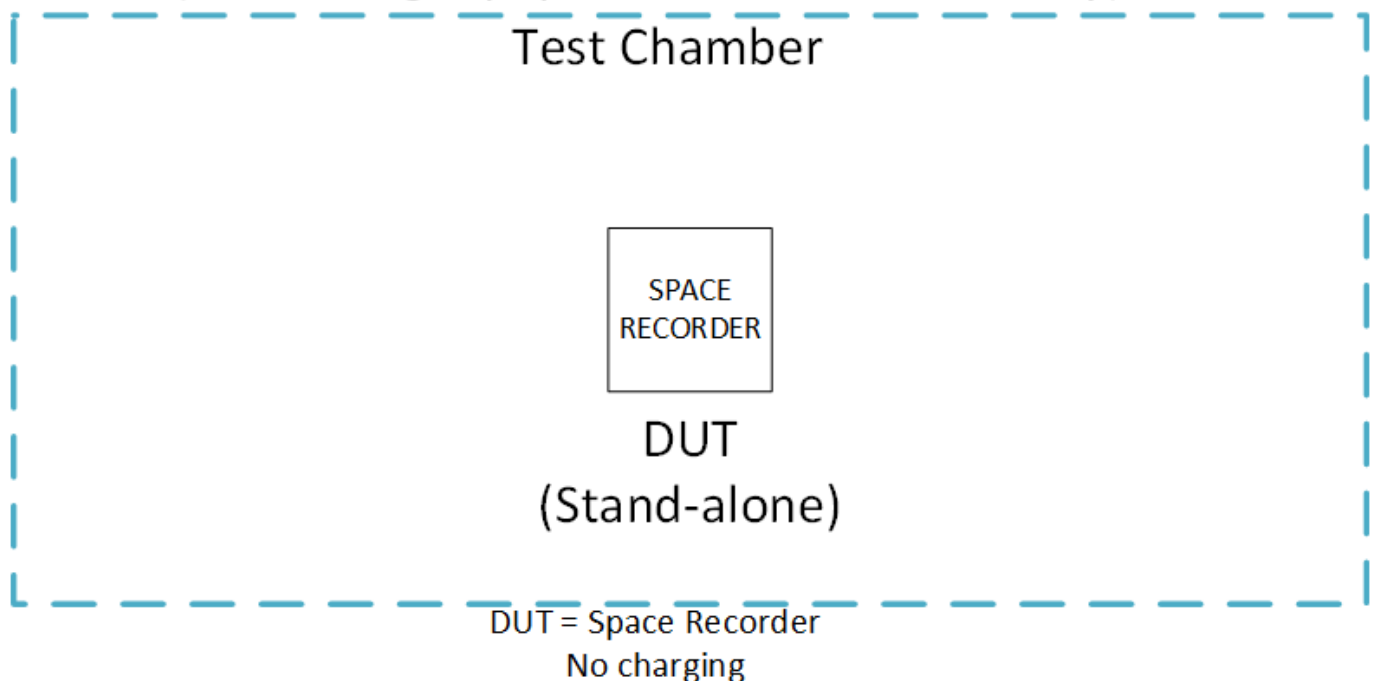 Test Chamber
SPACE
RECORDER
DUT
(Stand-alone)
DUT = Space Recorder
No charging